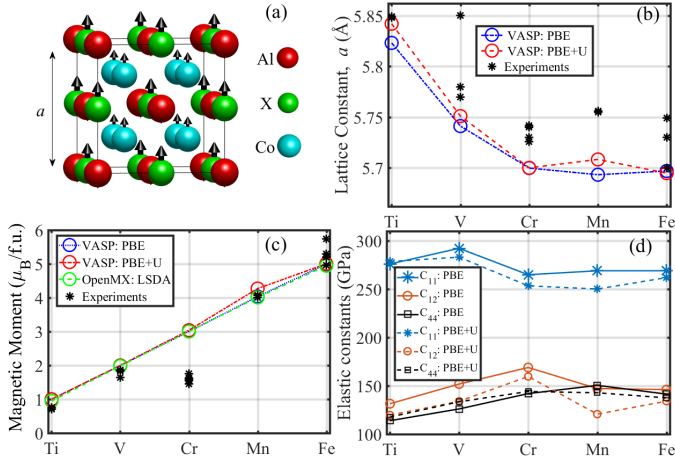 (a)
a
Al
X
Co
(b)
Lattice Constant, a (Å)
5.85
5.8
5.75
5.7
VASP: PBE
VASP: PBE+U
Experiments
Ti V Cr Mn Fe
(c)
Magnetic Moment (μB/f.u.)
6
5
4
3
2
1
0
VASP: PBE
VASP: PBE+U
OpenMX: LSDA
Experiments
Ti V Cr Mn Fe
(d)
Elastic constants (GPa)
300
250
200
150
100
C11: PBE
C12: PBE
C44: PBE
C11: PBE+U
C12: PBE+U
C44: PBE+U
Ti V Cr Mn Fe